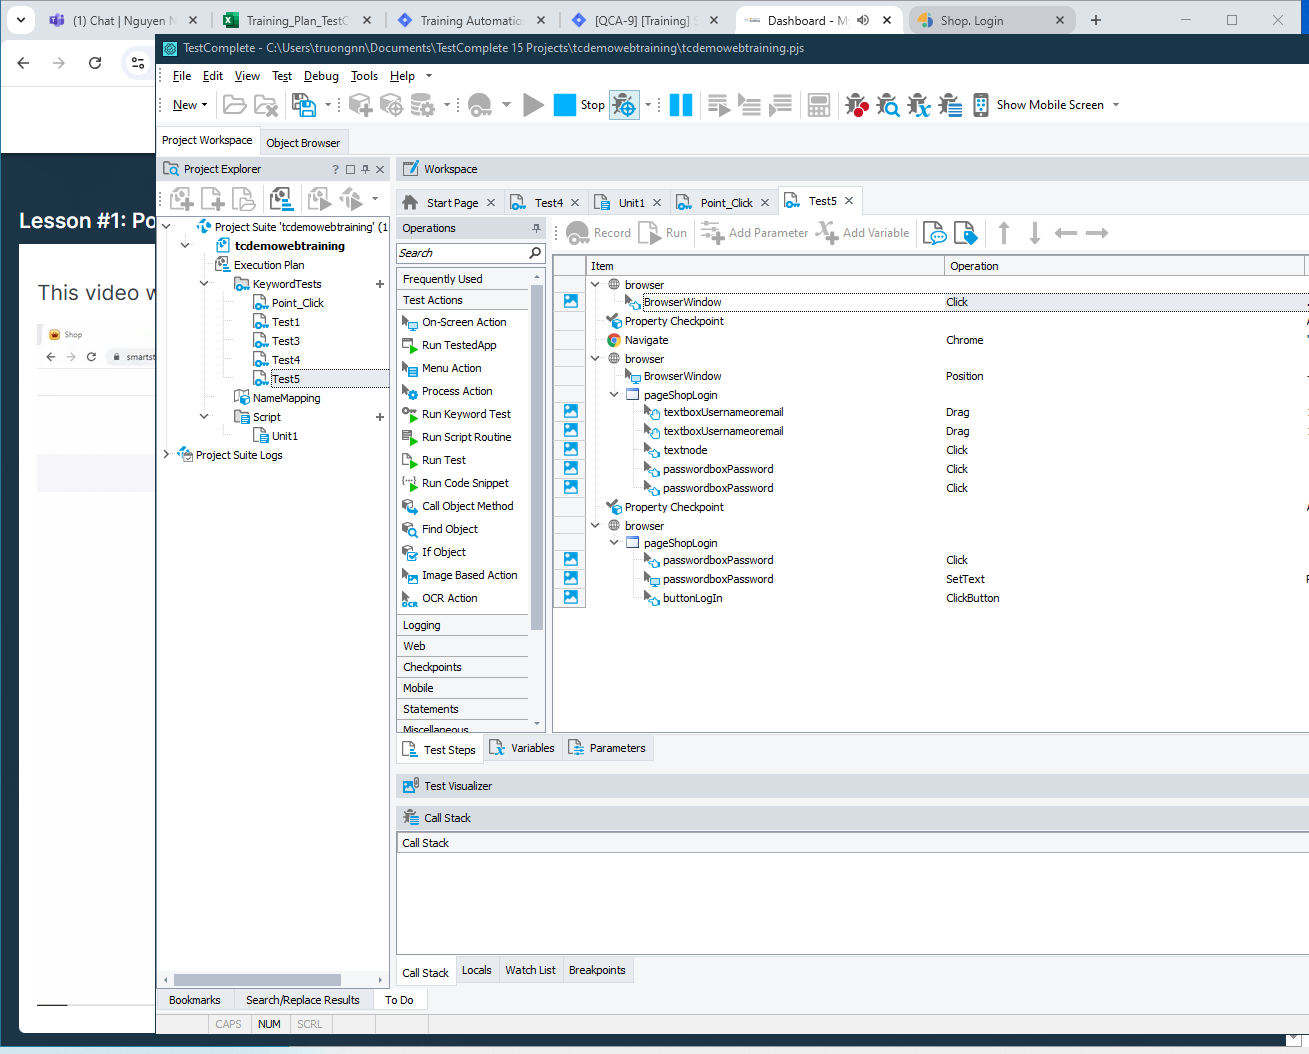 (1) Chat | Nguyen N
Training_Plan_TestC
Training Automation
[QCA-9] [Training] S
Dashboard - M
Shop. Login
TestComplete - C:\Users\truongnn\Documents\TestComplete 15 Projects\tcdemowebtraining\tcdemowebtraining.pjs
File Edit View Test Debug Tools Help
New Stop Show Mobile Screen
Project Workspace Object Browser
Project Explorer
Workspace
Start Page Test4 Unit1 Point_Click Test5
Lesson #1: Po
This video w
Shop
smartst
Project Suite 'tcdemowebtraining' (1
tcdemowebtraining
Execution Plan
KeywordTests
Point_Click
Test1
Test3
Test4
Test5
NameMapping
Script
Unit1
Project Suite Logs
Operations
Search
Frequently Used
Test Actions
On-Screen Action
Run TestedApp
Menu Action
Process Action
Run Keyword Test
Run Script Routine
Run Test
Run Code Snippet
Call Object Method
Find Object
If Object
Image Based Action
OCR Action
Logging
Web
Checkpoints
Mobile
Statements
Miscellaneous
Record Run Add Parameter Add Variable
Item Operation
browser
BrowserWindow Click
Property Checkpoint
Navigate Chrome
browser
BrowserWindow Position
pageShopLogin
textboxUsernameoremail Drag
textboxUsernameoremail Drag
textnode Click
passwordboxPassword Click
passwordboxPassword Click
Property Checkpoint
browser
pageShopLogin
passwordboxPassword Click
passwordboxPassword SetText
buttonLogIn ClickButton
Test Steps Variables Parameters
Test Visualizer
Call Stack
Call Stack
Call Stack Locals Watch List Breakpoints
Bookmarks Search/Replace Results To Do
CAPS NUM SCRL